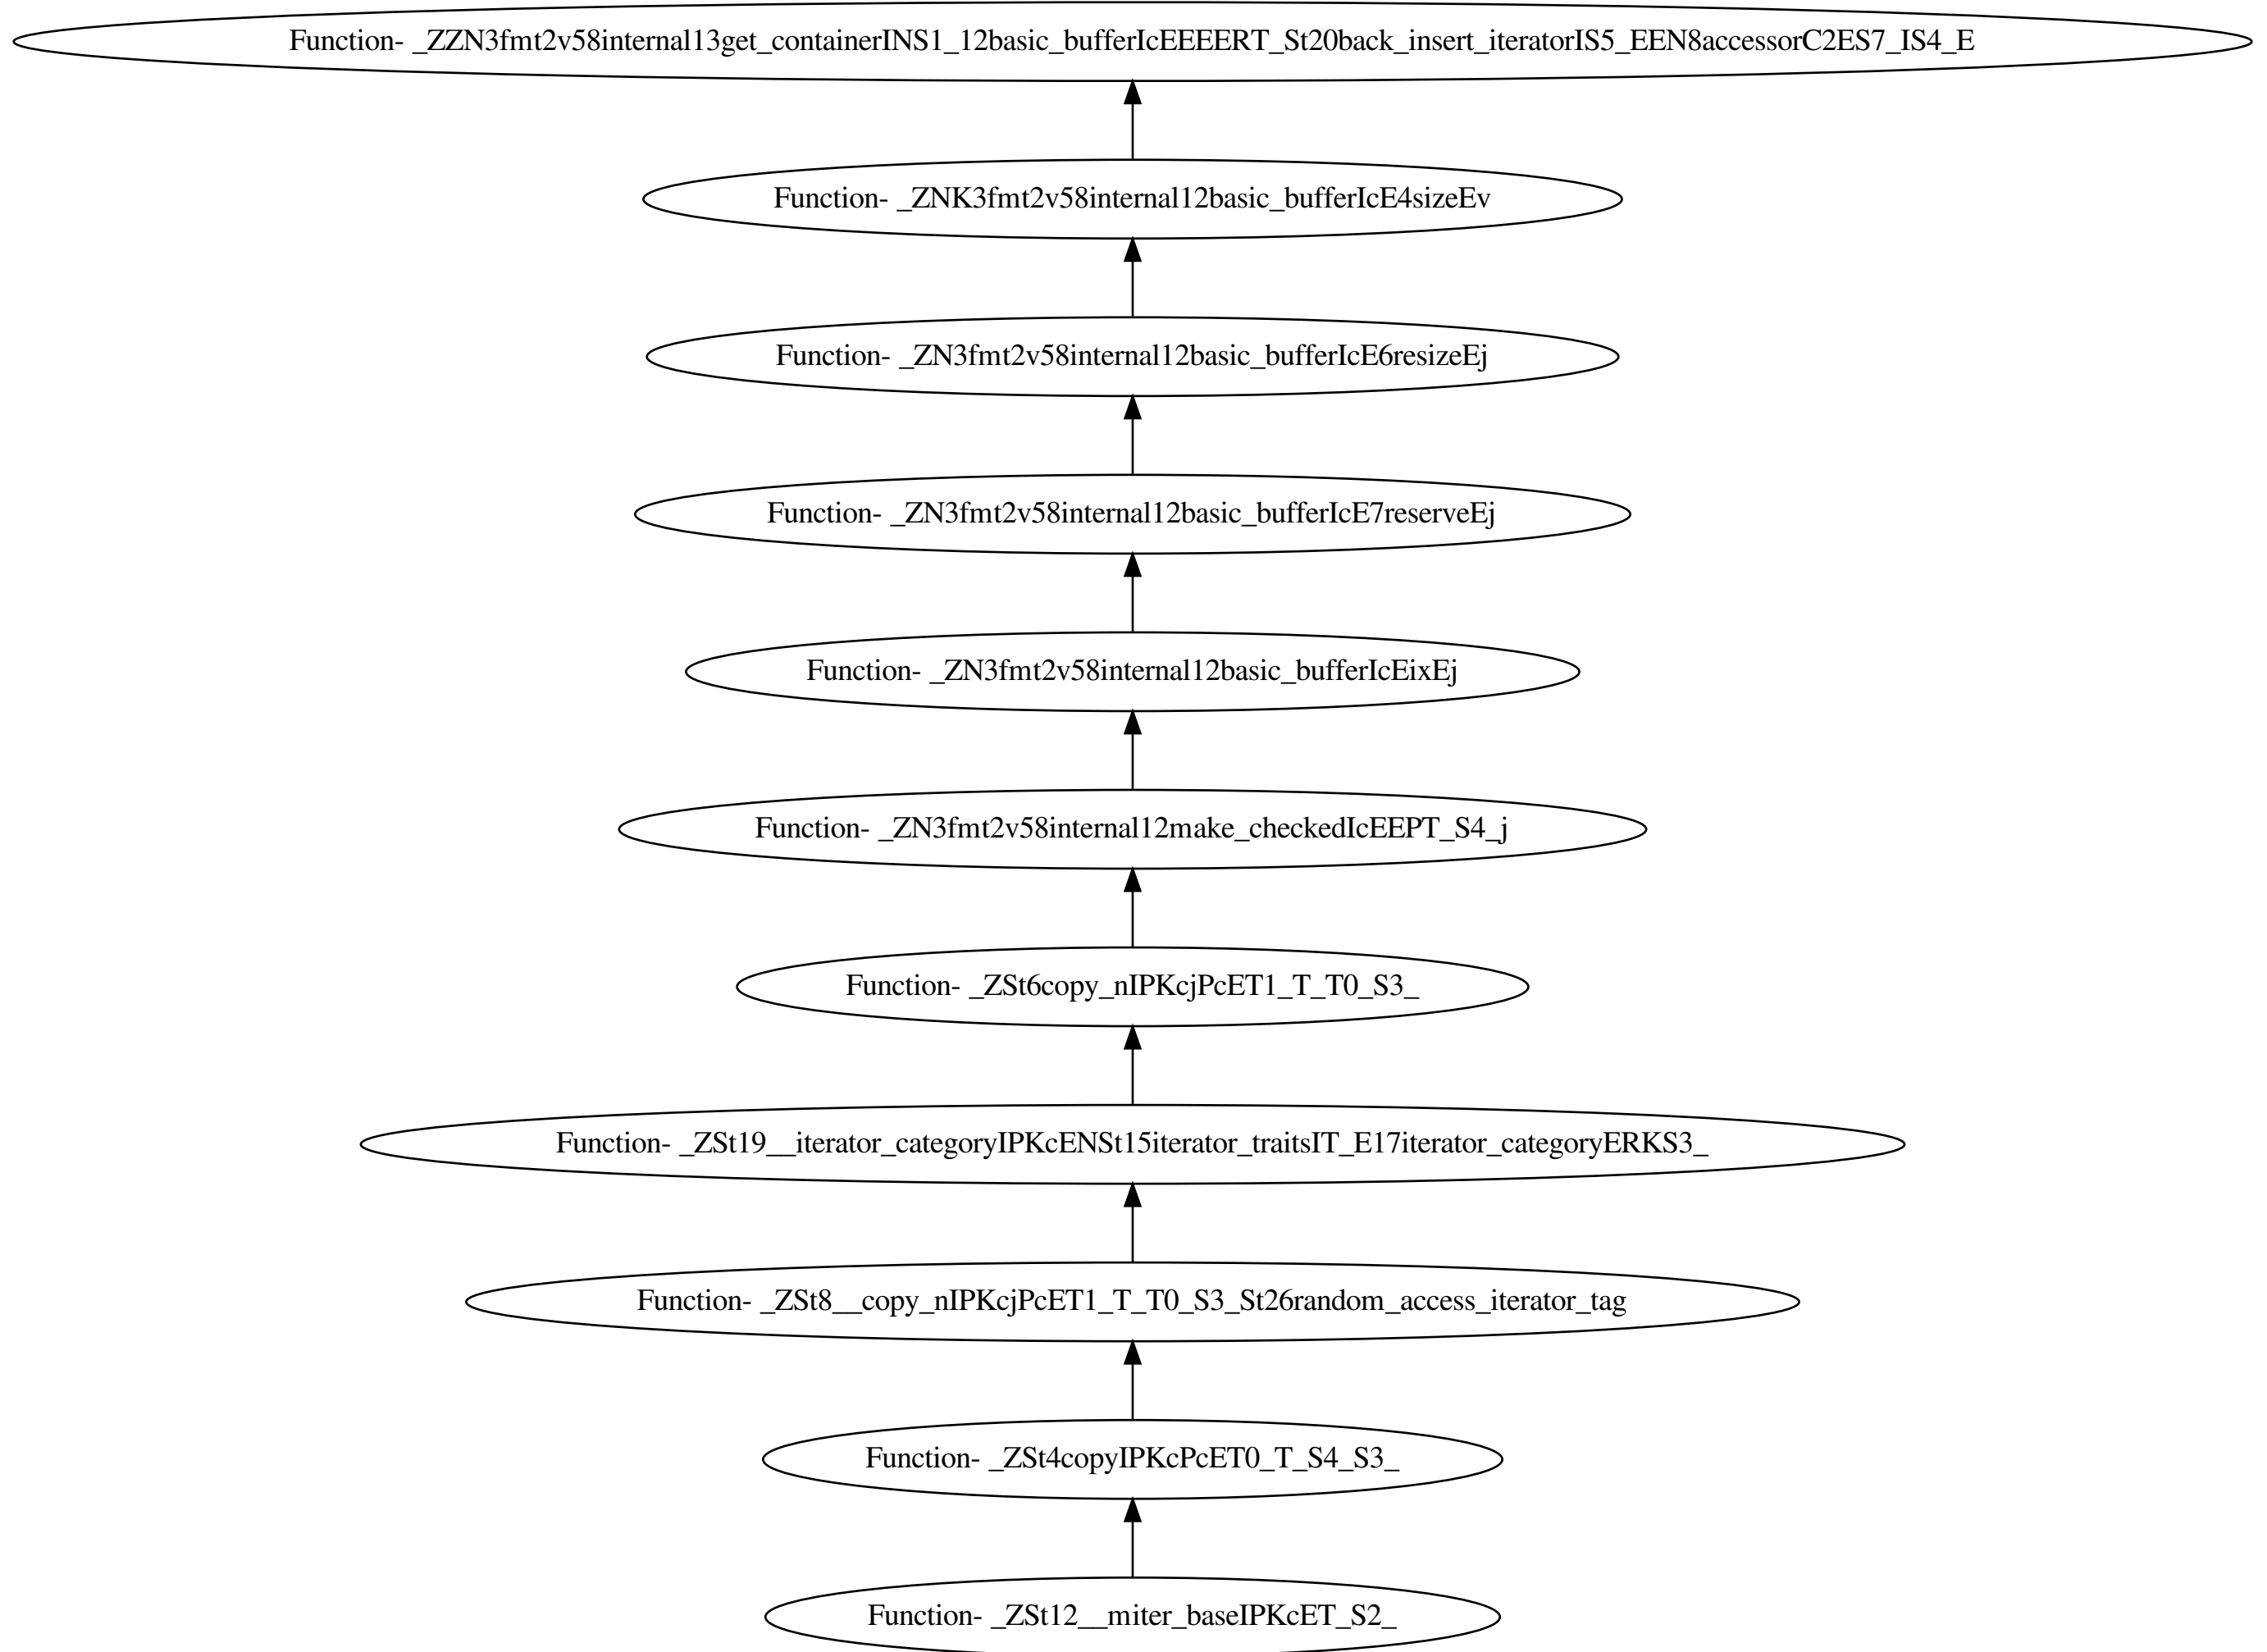 Function- _ZZN3fmt2v58internal13get_containerINS1_12basic_bufferIcEEEERT_St20back_insert_iteratorIS5_EEN8accessorC2ES7_IS4_E
Function- _ZNK3fmt2v58internal12basic_bufferIcE4sizeEv
Function- _ZN3fmt2v58internal12basic_bufferIcE6resizeEj
Function- _ZN3fmt2v58internal12basic_bufferIcE7reserveEj
Function- _ZN3fmt2v58internal12basic_bufferIcEixEj
Function- _ZN3fmt2v58internal12make_checkedIcEEPT_S4_j
Function- _ZSt6copy_nIPKcjPcET1_T_T0_S3_
Function- _ZSt19__iterator_categoryIPKcENSt15iterator_traitsIT_E17iterator_categoryERKS3_
Function- _ZSt8__copy_nIPKcjPcET1_T_T0_S3_St26random_access_iterator_tag
Function- _ZSt4copyIPKcPcET0_T_S4_S3_
Function- _ZSt12__miter_baseIPKcET_S2_